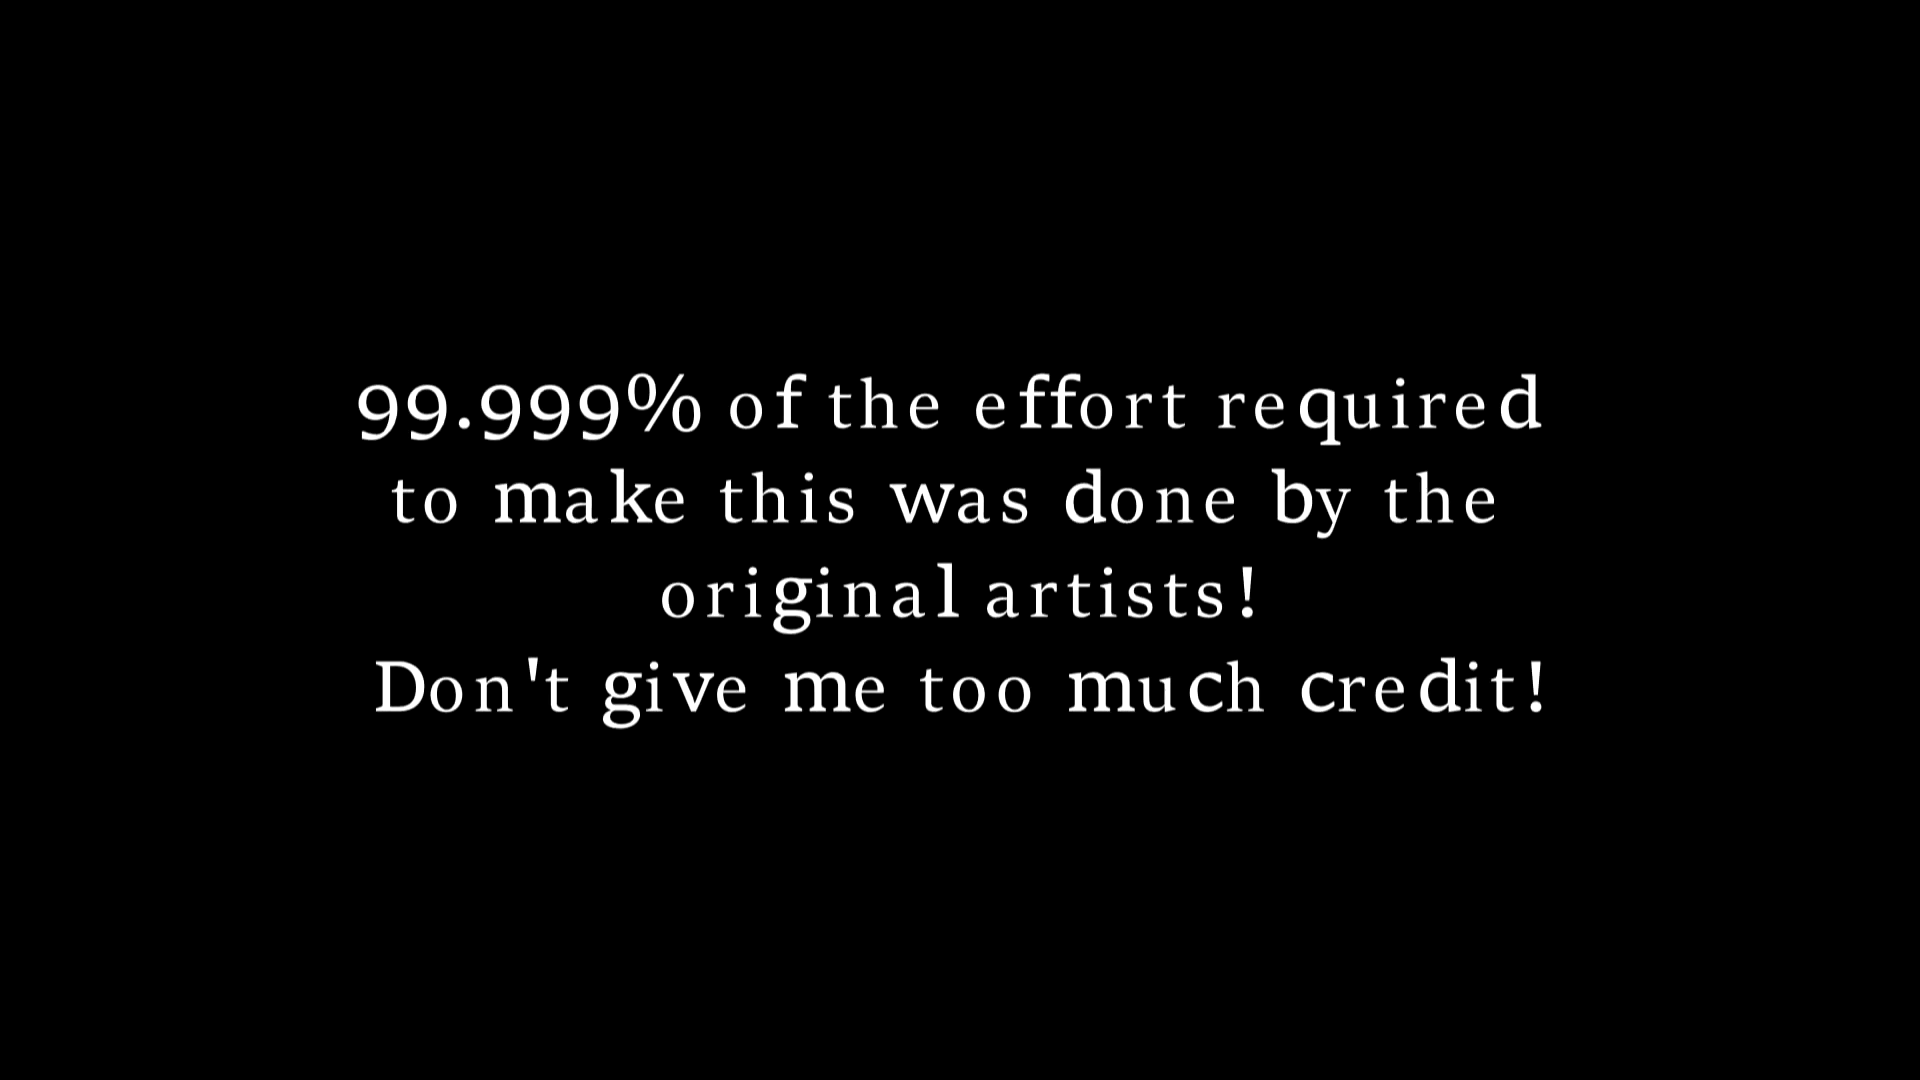 99.999% of the effort required
to make this was done by the
original artists!
Don't give me too much credit!